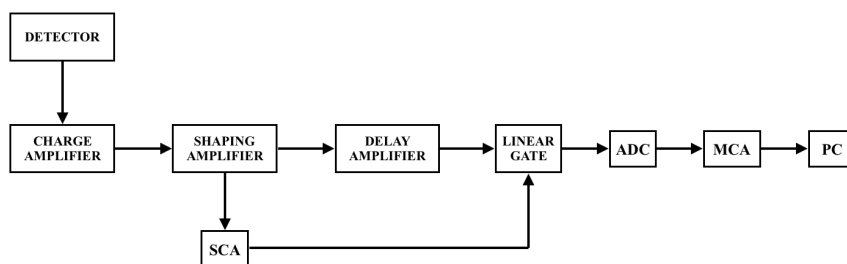 DETECTOR
CHARGE
AMPLIFIER
SHAPING
AMPLIFIER
DELAY
AMPLIFIER
LINEAR
GATE
ADC
MCA
PC
SCA